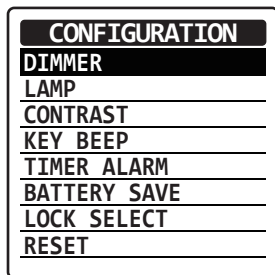 CONFIGURATION
DIMMER
LAMP
CONTRAST
KEY BEEP
TIMER ALARM
BATTERY SAVE
LOCK SELECT
RESET